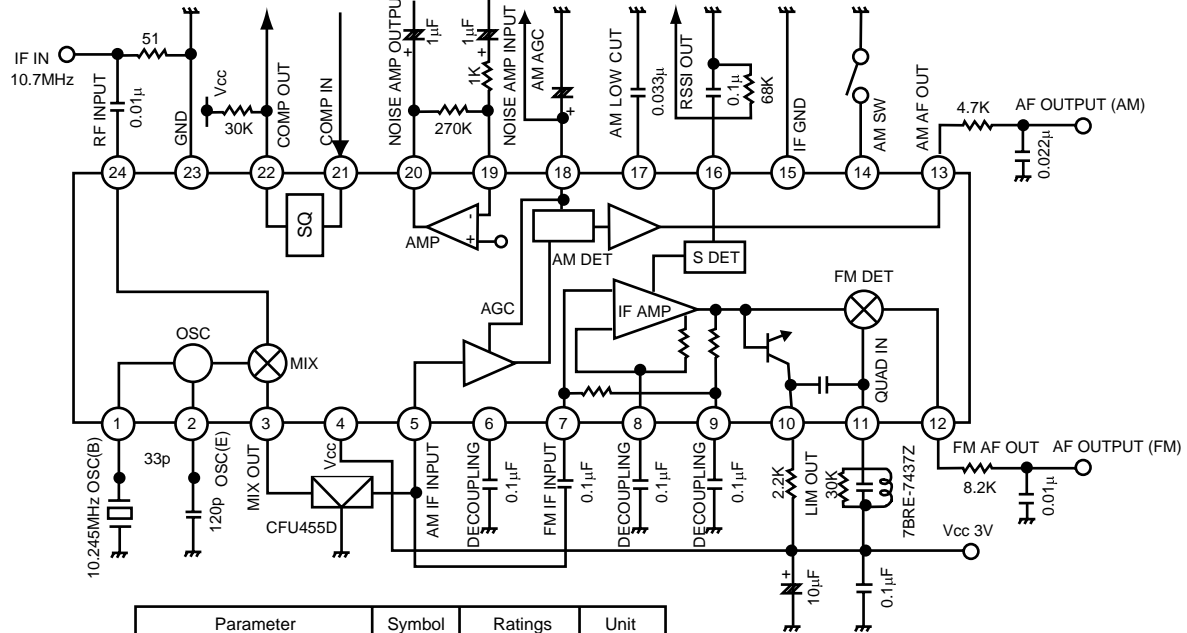 IF IN
10.7MHz
51
RF INPUT
0.01μ
GND
Vcc
30K
COMP OUT
COMP IN
NOISE AMP OUTPUT
1μF
+
270K
1μF
+
1K
NOISE AMP INPUT
AM AGC
+
AM LOW CUT
0.033μ
RSSI OUT
0.1μ
68K
IF GND
AM SW
AM AF OUT
4.7K
AF OUTPUT (AM)
0.022μ
24
23
22
21
20
19
18
17
16
15
14
13
SQ
AMP
-
+
AM DET
S DET
AGC
IF AMP
FM DET
OSC
MIX
QUAD IN
1
2
3
4
5
6
7
8
9
10
11
12
10.245MHz OSC(B)
33p
120p
OSC(E)
MIX OUT
Vcc
CFU455D
AM IF INPUT
DECOUPLING
0.1μF
FM IF INPUT
0.1μF
DECOUPLING
0.1μF
DECOUPLING
0.1μF
2.2K
LIM OUT
30K
7BRE-7437Z
FM AF OUT
8.2K
AF OUTPUT (FM)
0.01μ
Vcc 3V
+
10μF
0.1μF
Parameter Symbol Ratings Unit